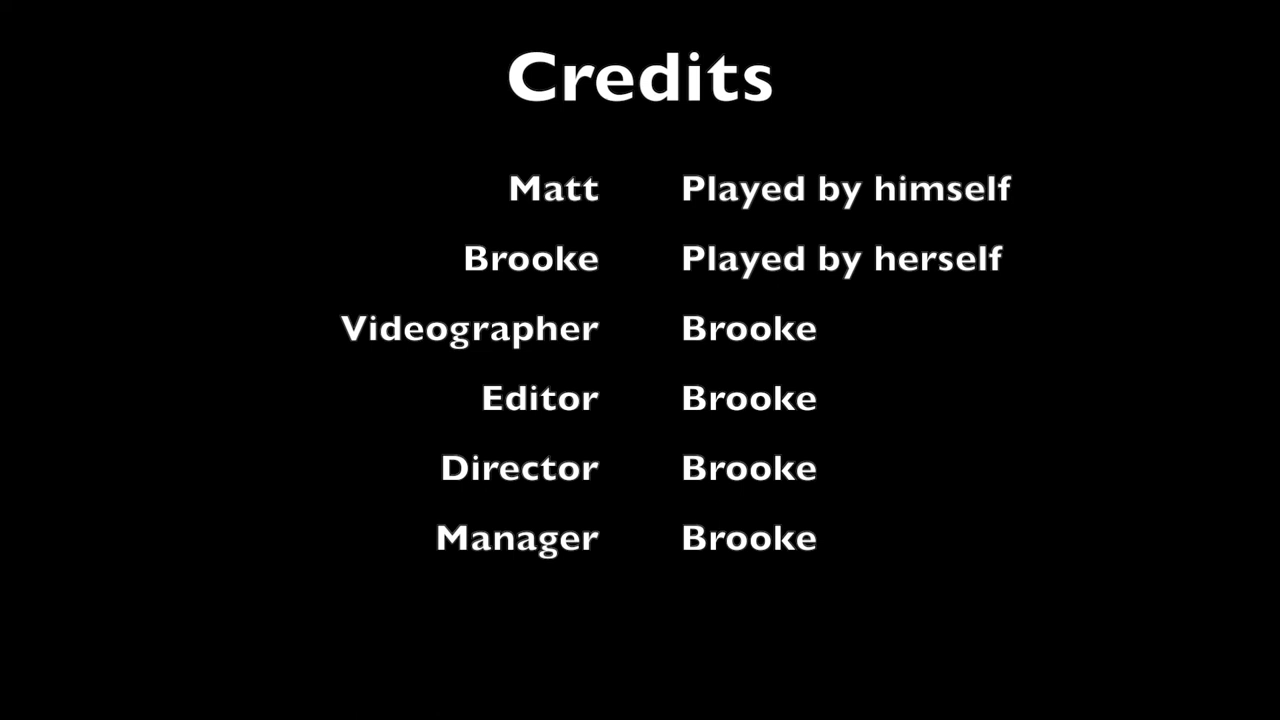 Credits
Matt Played by himself
Brooke Played by herself
Videographer Brooke
Editor Brooke
Director Brooke
Manager Brooke